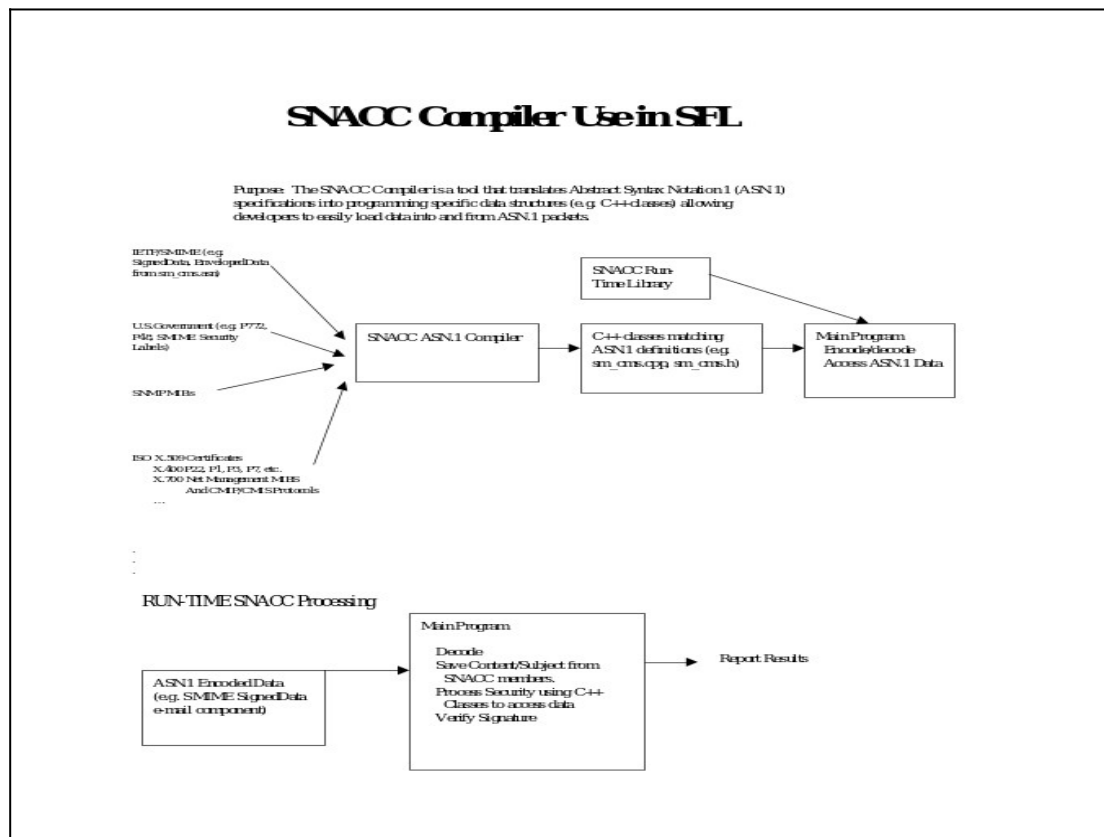 SNACC Compiler Use in SFL
Purpose: The SNACC Compiler is a tool that translates Abstract Syntax Notation 1 (ASN.1)
specifications into programming specific data structures (e.g. C++ classes) allowing
developers to easily load data into and from ASN.1 packets.
IETF/SMIME (e.g.
SignedData, EnvelopedData
from sm_cms.asn)
U.S.Government (e.g. P772,
P48, SMIME Security
Labels)
SNMP MIBs
ISO X.509 Certificates
X.400 P22, P1, P3, P7, etc.
X.700 Net Management MIBS
And CMIP/CMIS Protocols
...
SNACC ASN.1 Compiler
SNACC Run-
Time Library
C++ classes matching
ASN.1 definitions (e.g.
sm_cms.cpp, sm_cms.h)
Main Program
Encode/decode
Access ASN.1 Data
.
.
.
RUN-TIME SNACC Processing
ASN.1 Encoded Data
(e.g. SMIME SignedData
e-mail component)
Main Program
Decode
Save Content/Subject from
SNACC members.
Process Security using C++
Classes to access data
Verify Signature
Report Results